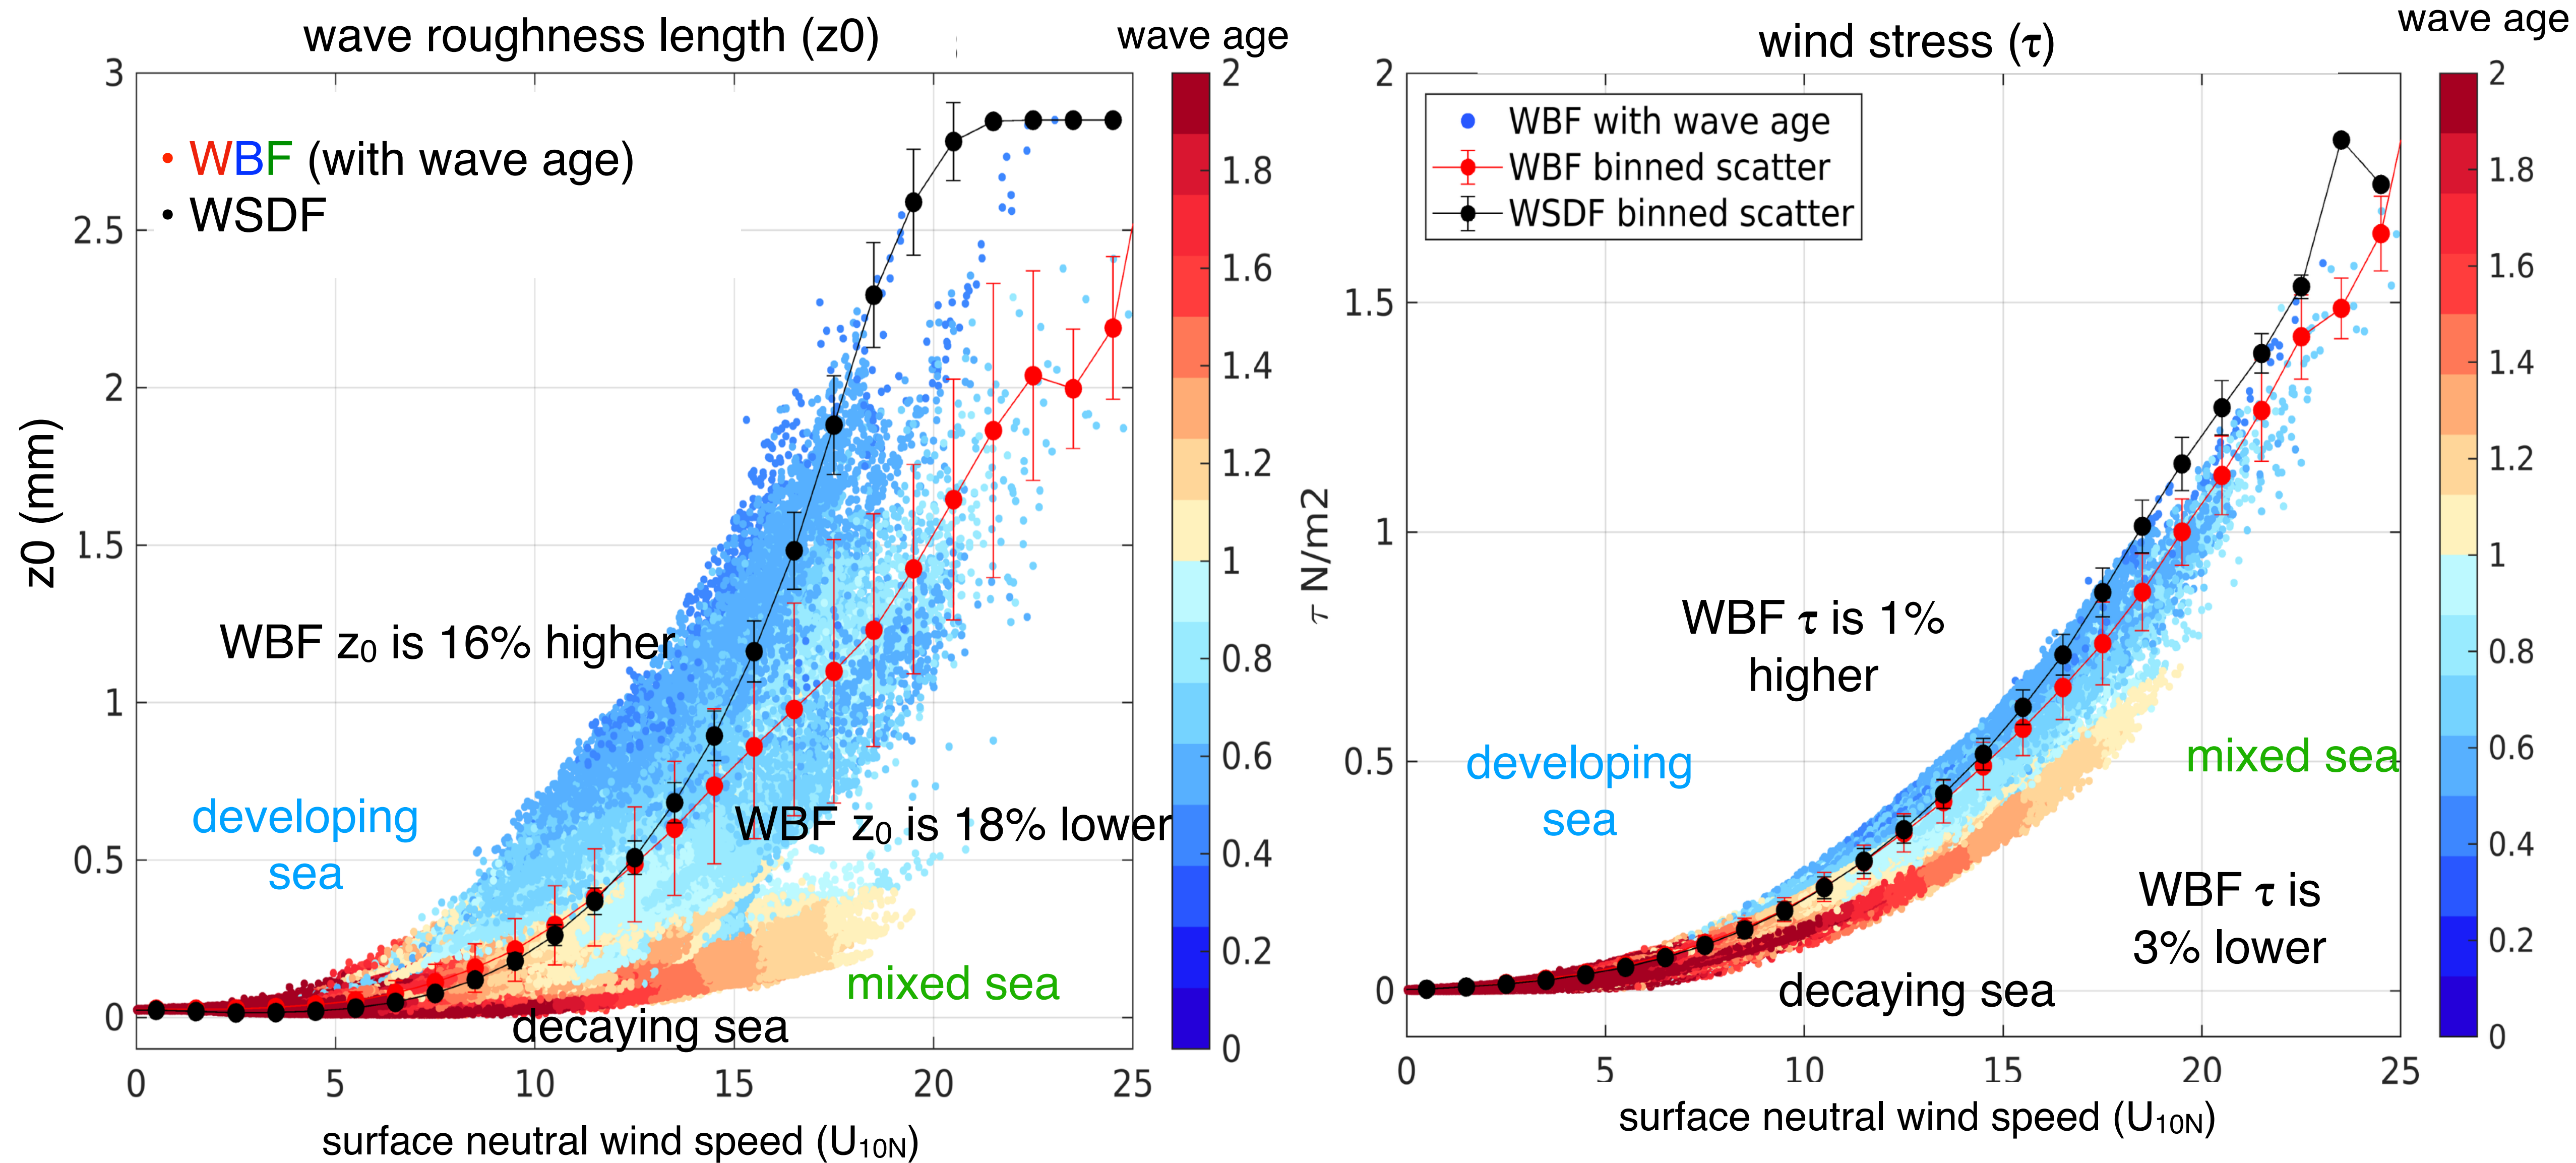 wave roughness length (z0)
wave age
z0 (mm)
3
2.5
2
1.5
1
0.5
0
WBF (with wave age)
WSDF
WBF z0 is 16% higher
developing
sea
WBF z0 is 18% lower
mixed sea
decaying sea
0
5
10
15
20
25
surface neutral wind speed (U10N)
2
1.8
1.6
1.4
1.2
1
0.8
0.6
0.4
0.2
0
wind stress (τ)
wave age
τ N/m2
2
1.5
1
0.5
0
WBF with wave age
WBF binned scatter
WSDF binned scatter
WBF τ is 1%
higher
developing
sea
mixed sea
WBF τ is
3% lower
decaying sea
0
5
10
15
20
25
surface neutral wind speed (U10N)
2
1.8
1.6
1.4
1.2
1
0.8
0.6
0.4
0.2
0